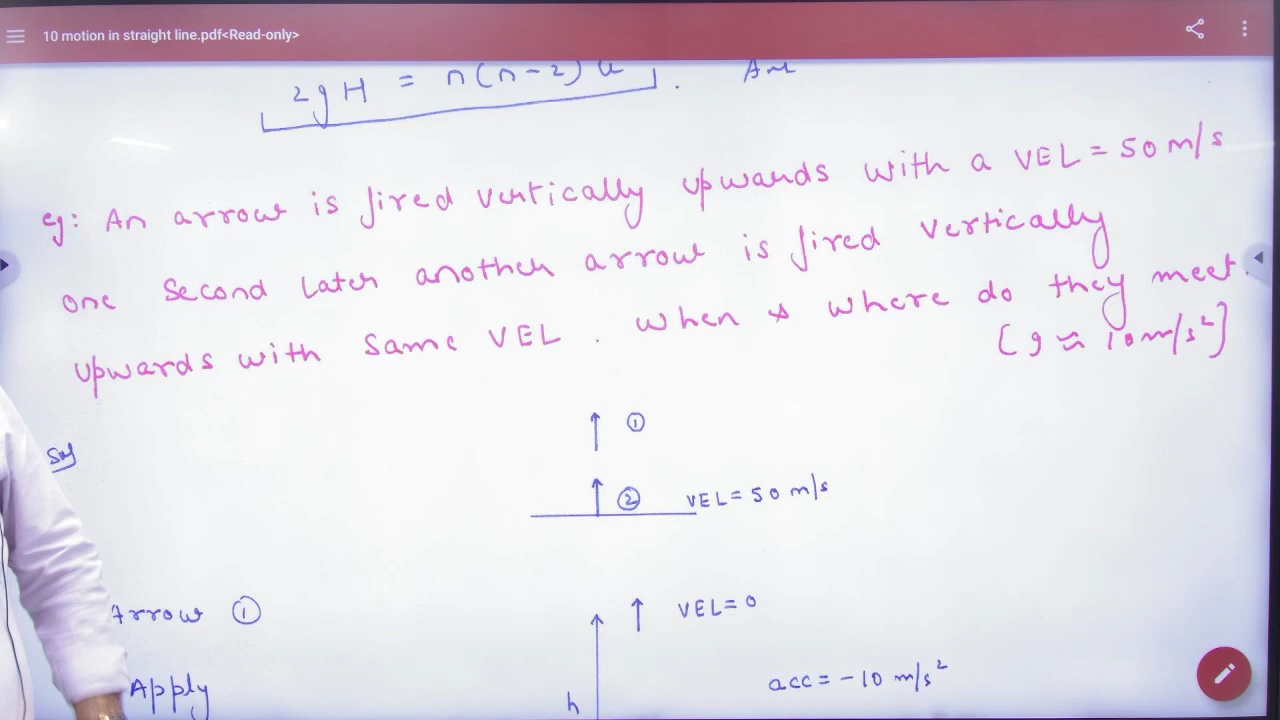 10 motion in straight line.pdf<Read-only>
2gH = n(n-2)u . Ans
eg: An arrow is fired vertically upwards with a VEL = 50 m/s
one second later another arrow is fired vertically
upwards with same VEL . when & where do they meet.
[g ≈ 10 m/s²]
↑ ①
Sol
↑ ② VEL = 50 m/s
Arrow ① ↑ VEL = 0
acc = -10 m/s²
Apply
h